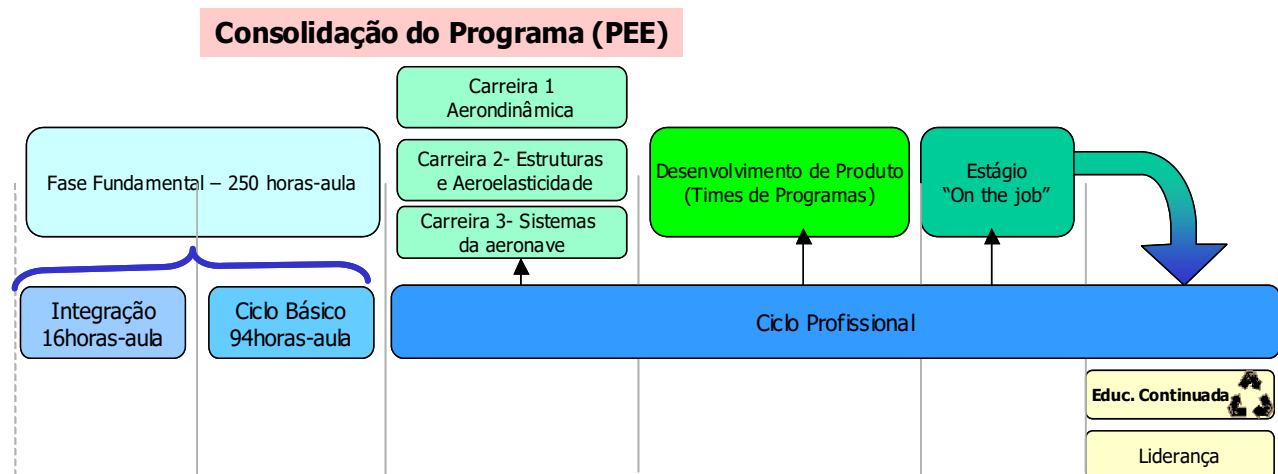 Consolidação do Programa (PEE)
Carreira 1
Aerondinâmica
Fase Fundamental – 250 horas-aula
Carreira 2- Estruturas
e Aeroelasticidade
Carreira 3- Sistemas
da aeronave
Desenvolvimento de Produto
(Times de Programas)
Estágio
“On the job”
Integração
16horas-aula
Ciclo Básico
94horas-aula
Ciclo Profissional
Educ. Continuada
Liderança